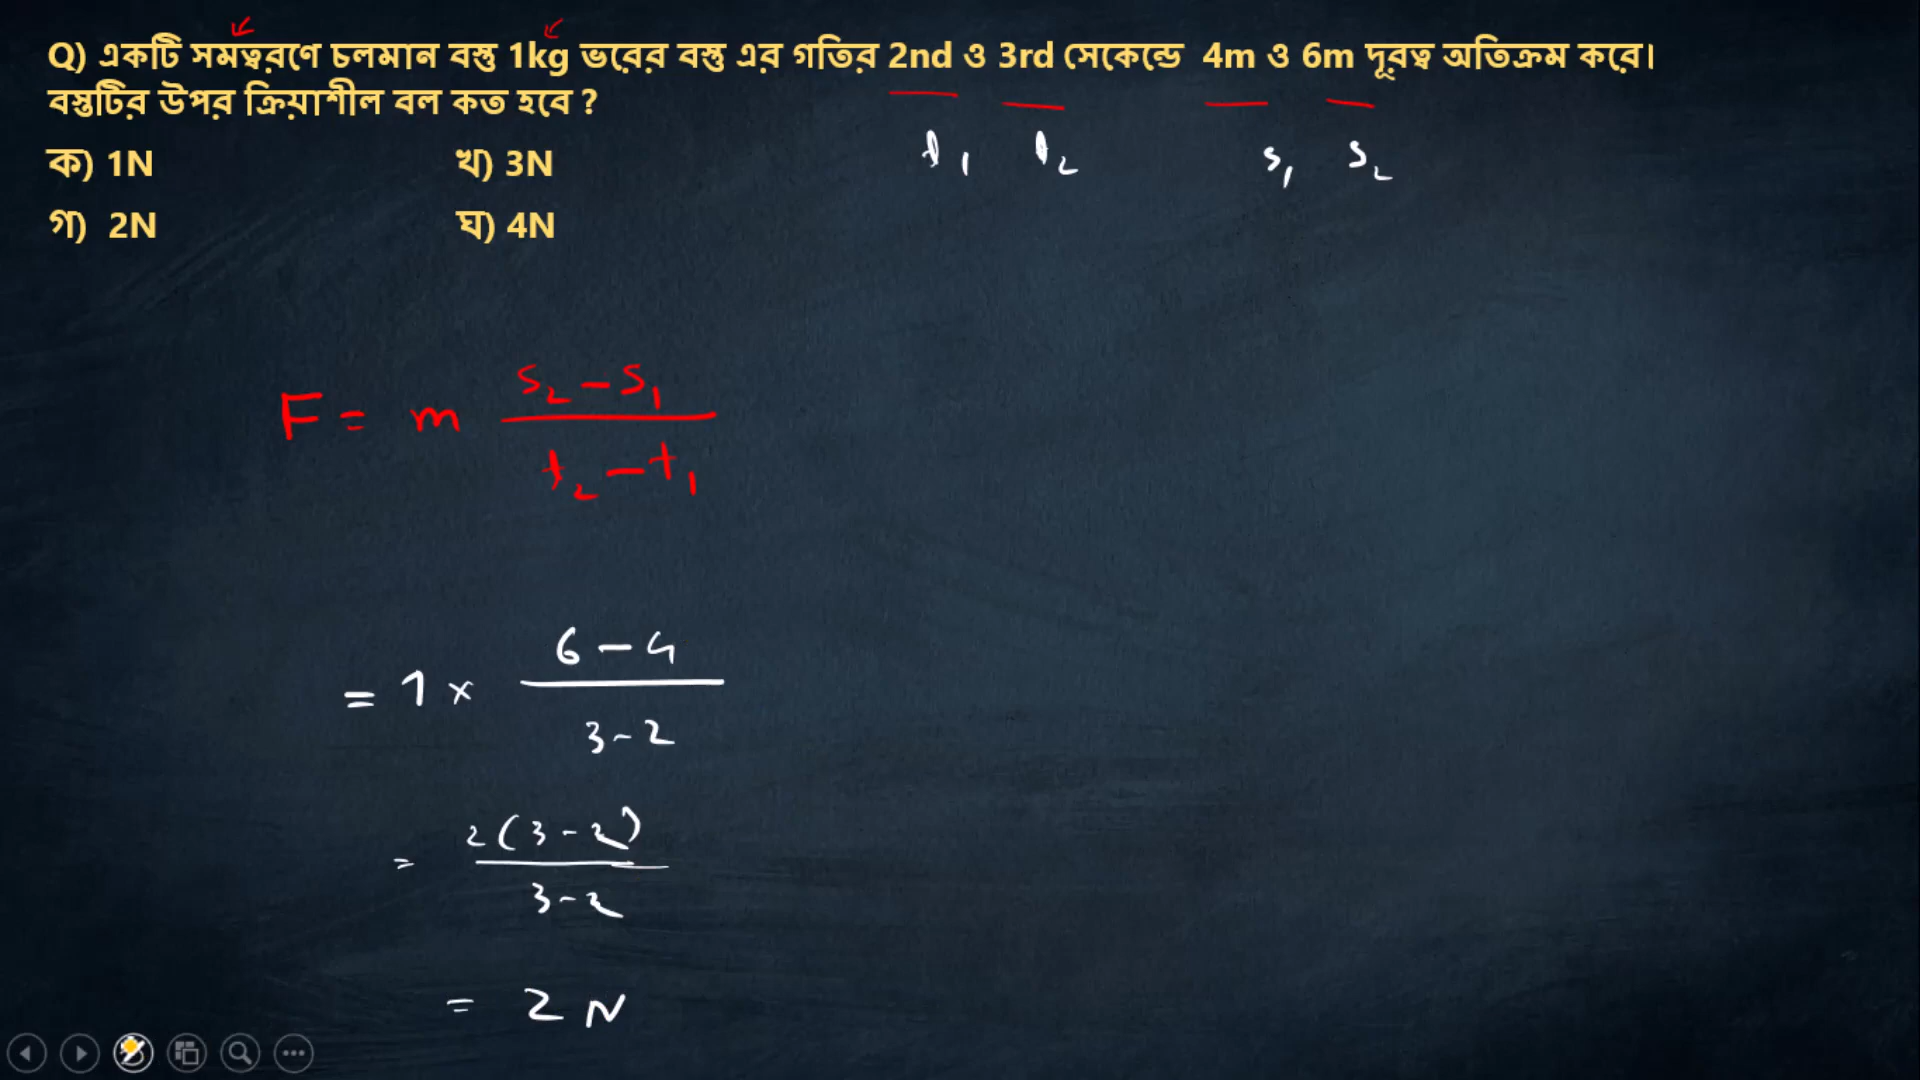 Q) একটি সমত্বরণে চলমান বস্তু 1kg ভরের বস্তু এর গতির 2nd ও 3rd সেকেন্ডে 4m ও 6m দূরত্ব অতিক্রম করে।
বস্তুটির উপর ক্রিয়াশীল বল কত হবে ?
t₁ t₂ s₁ s₂
ক) 1N খ) 3N
গ) 2N ঘ) 4N
F = m (s₂ - s₁) / (t₂ - t₁)
= 1 × (6 - 4) / (3 - 2)
= 2(3 - 2) / (3 - 2)
= 2 N